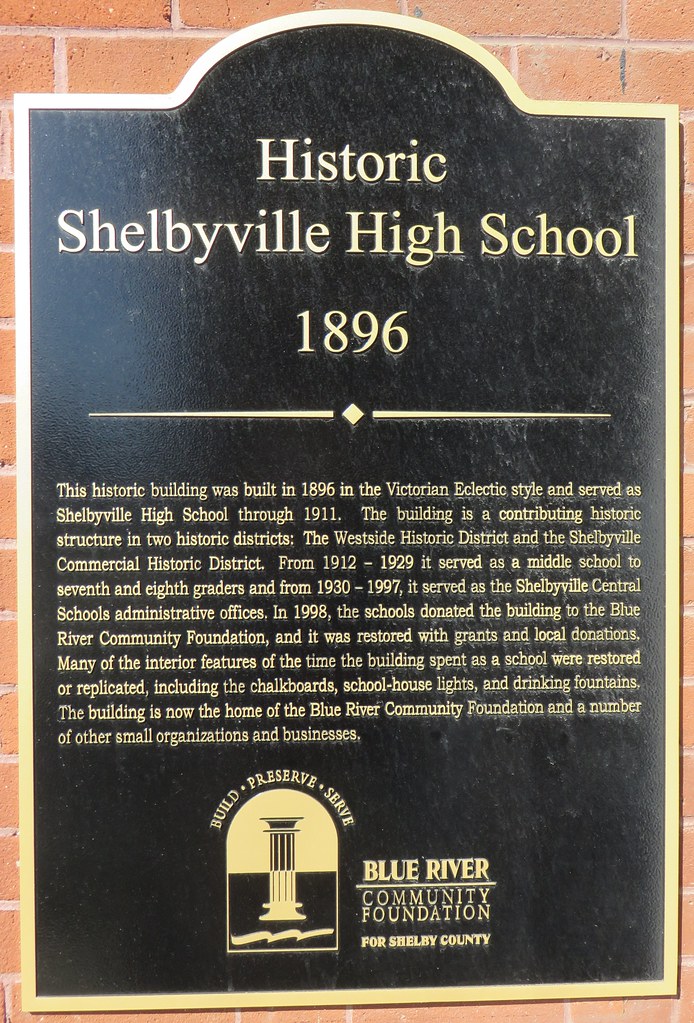 Historic
Shelbyville High School
1896
This historic building was built in 1896 in the Victorian Eclectic style and served as
Shelbyville High School through 1911. The building is a contributing historic
structure in two historic districts: The Westside Historic District and the Shelbyville
Commercial Historic District. From 1912 – 1929 it served as a middle school to
seventh and eighth graders and from 1930 – 1997, it served as the Shelbyville Central
Schools administrative offices. In 1998, the schools donated the building to the Blue
River Community Foundation, and it was restored with grants and local donations.
Many of the interior features of the time the building spent as a school were restored
or replicated, including the chalkboards, school-house lights, and drinking fountains.
The building is now the home of the Blue River Community Foundation and a number
of other small organizations and businesses.
BUILD • PRESERVE • SERVE
BLUE RIVER
COMMUNITY
FOUNDATION
FOR SHELBY COUNTY